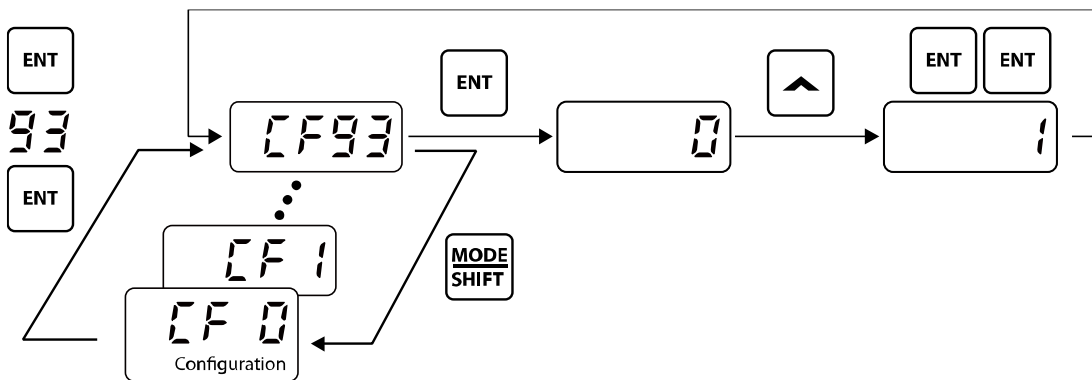 ENT
93
ENT
CF93
ENT
0
ENT ENT
1
CF 1
MODE
SHIFT
CF 0
Configuration